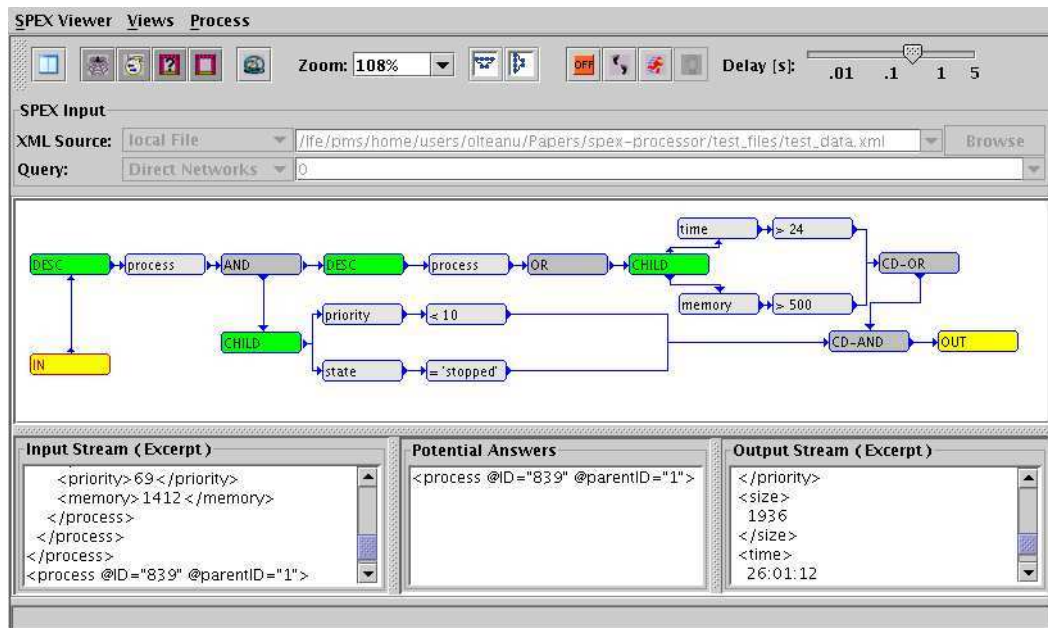 SPEX Viewer Views Process
OFF
Zoom: 108%
Delay [s]: .01 .1 1 5
SPEX Input
XML Source: local File /lfe/pms/home/users/olteanu/Papers/spex-processor/test_files/test_data.xml Browse
Query: Direct Networks 0
time > 24
DESC process AND DESC process OR CHILD CD-OR
memory > 500
priority < 10
CHILD CD-AND OUT
IN
state = 'stopped'
Input Stream (Excerpt)
<priority>69</priority>
<memory>1412</memory>
</process>
</process>
</process>
<process @ID="839" @parentID="1">
Potential Answers
<process @ID="839" @parentID="1">
Output Stream (Excerpt)
</priority>
<size>
1936
</size>
<time>
26:01:12